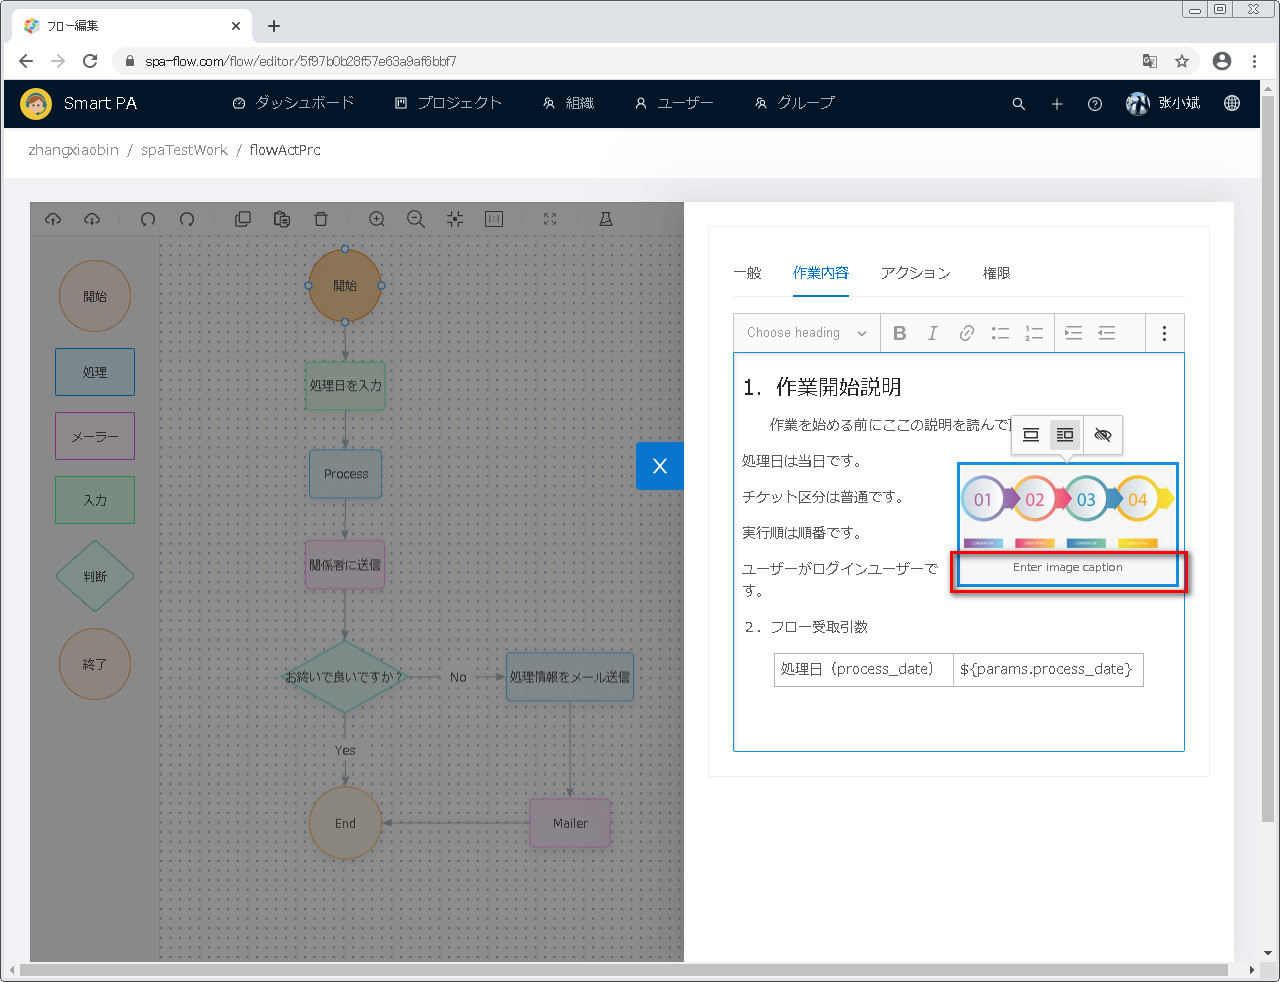 フロー編集
spa-flow.com/flow/editor/5f97b0b28f57e63a9af6bbf7
Smart PA
ダッシュボード
プロジェクト
組織
ユーザー
グループ
张小斌
zhangxiaobin / spaTestWork / flowActPrc
開始
処理
メーラー
入力
判断
終了
開始
処理日を入力
Process
関係者に送信
お終いで良いですか?
No
処理情報をメール送信
Yes
End
Mailer
X
一般
作業内容
アクション
権限
Choose heading
1. 作業開始説明
作業を始める前にここの説明を読んで
処理日は当日です。
チケット区分は普通です。
実行順は順番です。
ユーザーがログインユーザーで
す。
01 02 03 04
Enter image caption
2. フロー受取引数
処理日（process_date） ${params.process_date}